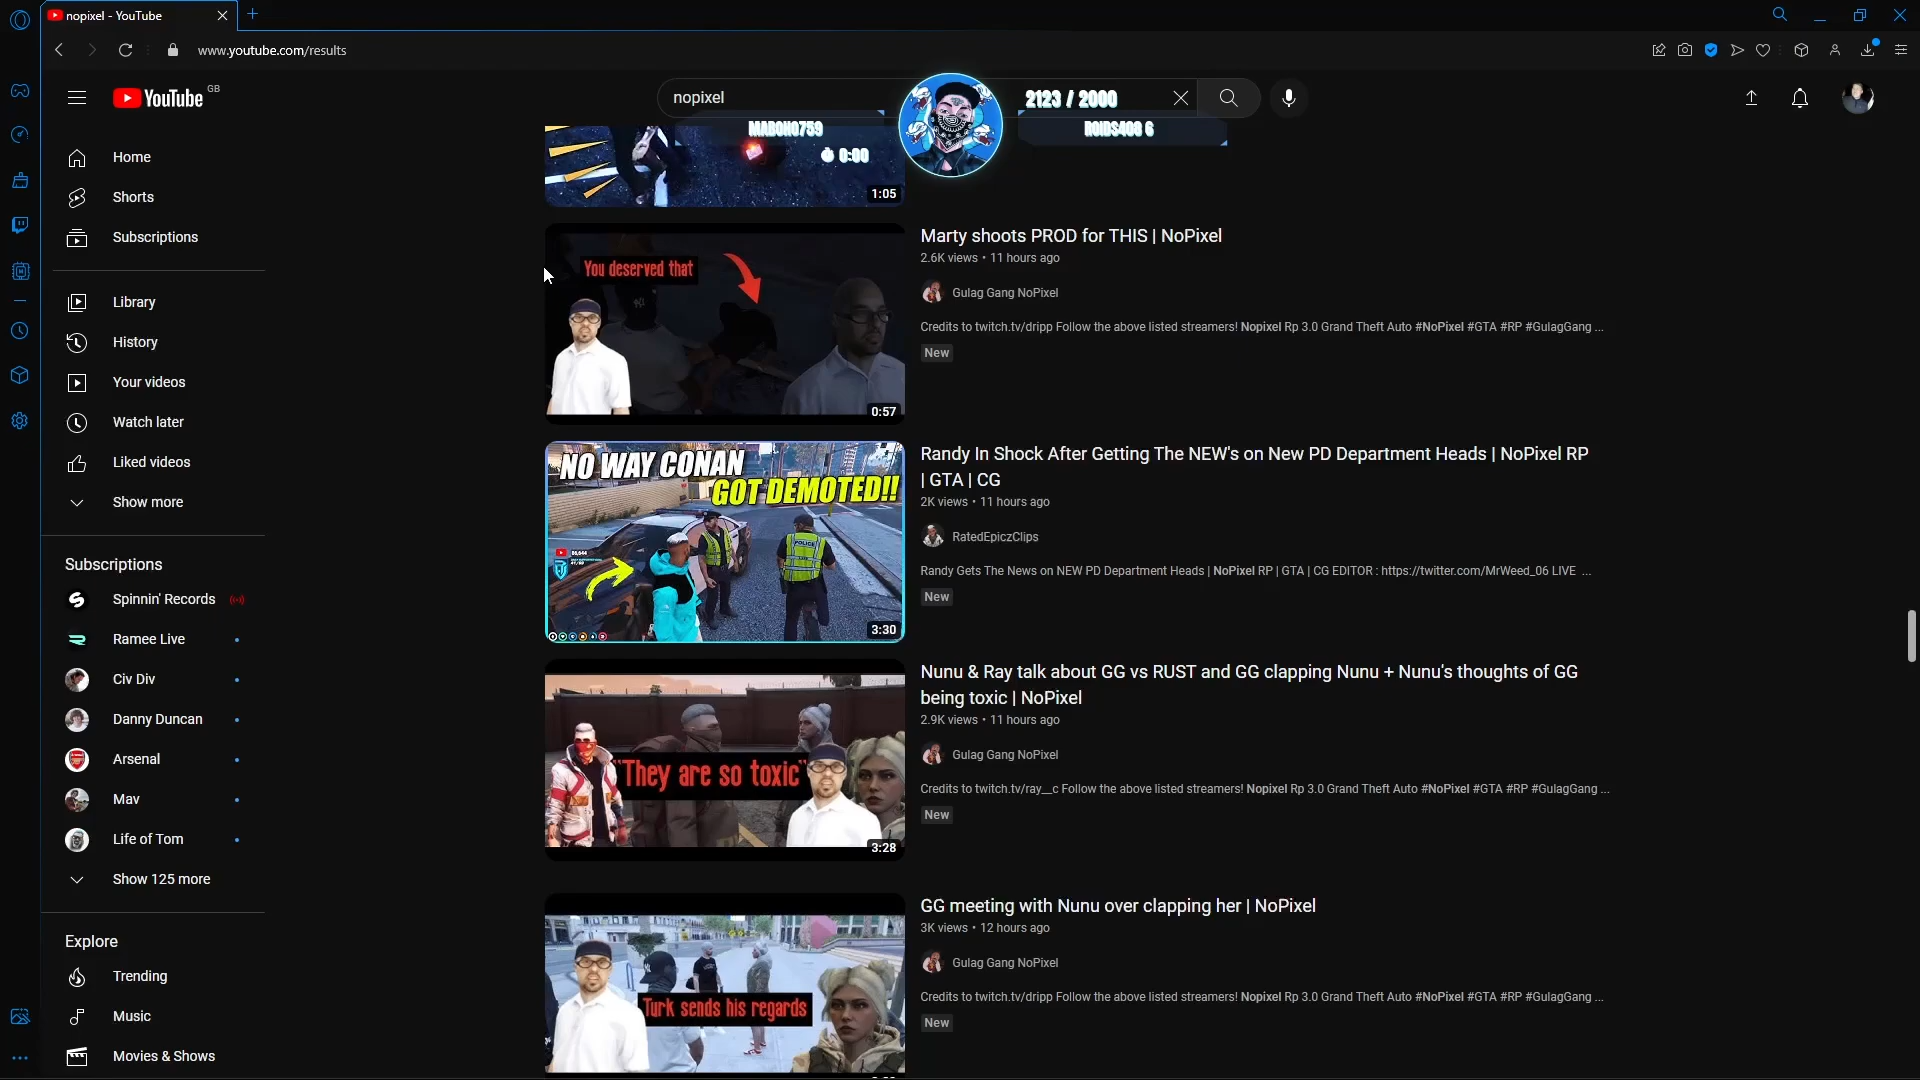 nopixel - YouTube
www.youtube.com/results
YouTube GB
nopixel
2123 / 2000
MABOHO759
ROIDS408 6
0:00
1:05
Home
Shorts
Subscriptions
Library
History
Your videos
Watch later
Liked videos
Show more
Subscriptions
Spinnin' Records
Ramee Live
Civ Div
Danny Duncan
Arsenal
Mav
Life of Tom
Show 125 more
Explore
Trending
Music
Movies & Shows
You deserved that
0:57
Marty shoots PROD for THIS | NoPixel
2.6K views • 11 hours ago
Gulag Gang NoPixel
Credits to twitch.tv/dripp Follow the above listed streamers! Nopixel Rp 3.0 Grand Theft Auto #NoPixel #GTA #RP #GulagGang ...
New
NO WAY CONAN
GOT DEMOTED!!
POLICE
3:30
Randy In Shock After Getting The NEW's on New PD Department Heads | NoPixel RP
| GTA | CG
2K views • 11 hours ago
RatedEpiczClips
Randy Gets The News on NEW PD Department Heads | NoPixel RP | GTA | CG EDITOR : https://twitter.com/MrWeed_06 LIVE ...
New
"They are so toxic"
3:28
Nunu & Ray talk about GG vs RUST and GG clapping Nunu + Nunu's thoughts of GG
being toxic | NoPixel
2.9K views • 11 hours ago
Gulag Gang NoPixel
Credits to twitch.tv/ray__c Follow the above listed streamers! Nopixel Rp 3.0 Grand Theft Auto #NoPixel #GTA #RP #GulagGang ...
New
Turk sends his regards
GG meeting with Nunu over clapping her | NoPixel
3K views • 12 hours ago
Gulag Gang NoPixel
Credits to twitch.tv/dripp Follow the above listed streamers! Nopixel Rp 3.0 Grand Theft Auto #NoPixel #GTA #RP #GulagGang ...
New